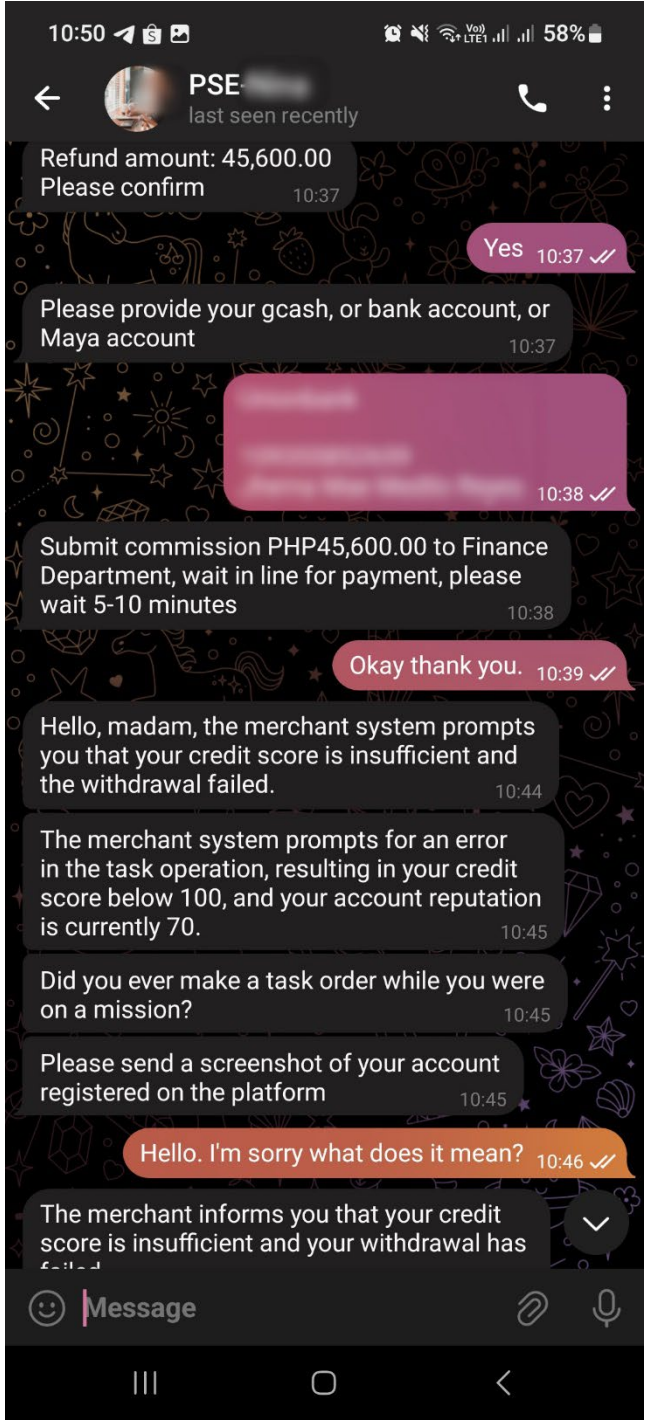 10:50
58%
PSE-
last seen recently
Refund amount: 45,600.00
Please confirm
10:37
Yes 10:37
Please provide your gcash, or bank account, or
Maya account
10:37
10:38
Submit commission PHP45,600.00 to Finance
Department, wait in line for payment, please
wait 5-10 minutes
10:38
Okay thank you. 10:39
Hello, madam, the merchant system prompts
you that your credit score is insufficient and
the withdrawal failed.
10:44
The merchant system prompts for an error
in the task operation, resulting in your credit
score below 100, and your account reputation
is currently 70.
10:45
Did you ever make a task order while you were
on a mission?
10:45
Please send a screenshot of your account
registered on the platform
10:45
Hello. I'm sorry what does it mean? 10:46
The merchant informs you that your credit
score is insufficient and your withdrawal has
failed
Message